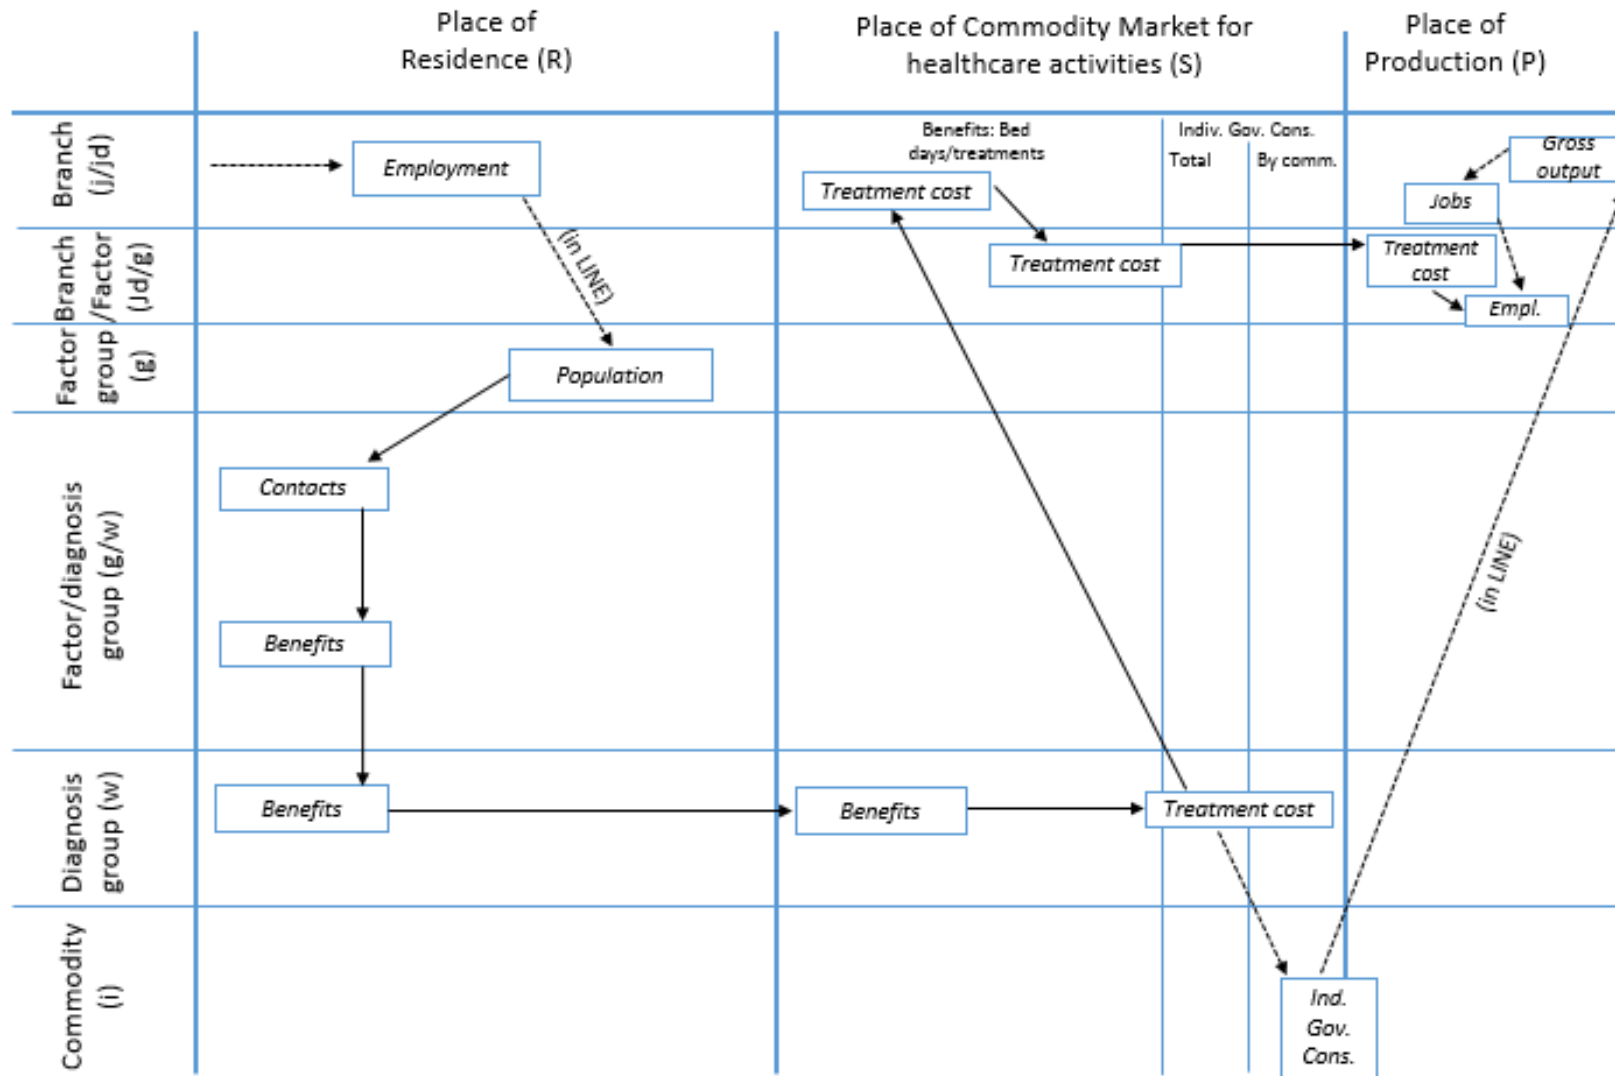 Place of
Residence (R)
Place of Commodity Market for
healthcare activities (S)
Place of
Production (P)
Branch
(j/jd)
Employment
Benefits: Bed
days/treatments
Indiv. Gov. Cons.
Total
By comm.
Treatment cost
Gross
output
Jobs
Branch
/Factor
(Jd/g)
(in LINE)
Treatment cost
Treatment
cost
Empl.
Factor
group
(g)
Population
Factor/diagnosis
group (g/w)
Contacts
Benefits
(in LINE)
Diagnosis
group (w)
Benefits
Benefits
Treatment cost
Commodity
(i)
Ind.
Gov.
Cons.